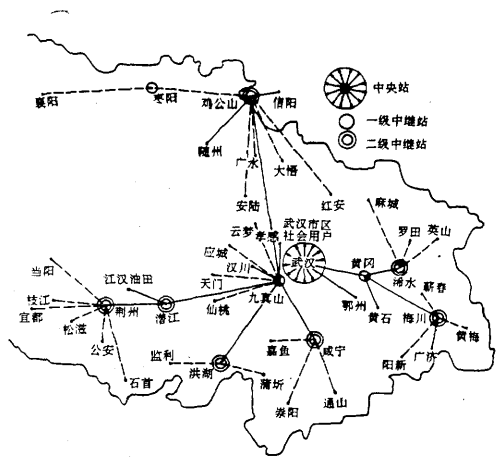 中央站
一级中继站
二级中继站
襄阳
枣阳
鸡公山
信阳
随州
广水
大悟
安陆
红安
麻城
罗田
英山
云梦
孝感
武汉市区
社会用户
应城
汉川
武汉
黄冈
浠水
天门
九真山
仙桃
鄂州
黄石
梅川
蕲春
黄梅
广济
阳新
当阳
江汉油田
枝江
宜都
荆州
潜江
松滋
公安
石首
监利
洪湖
蒲圻
嘉鱼
咸宁
崇阳
通山